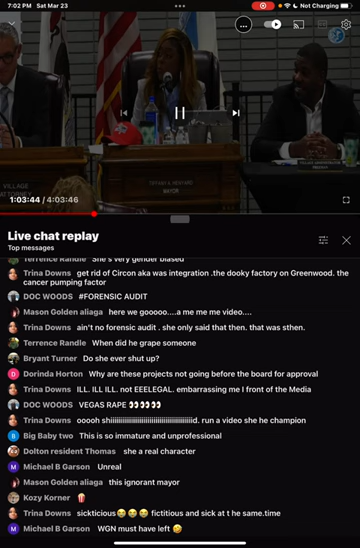 7:02 PM Sat Mar 23
Not Charging
VILLAGE
ATTORNEY
TIFFANY A. HENYARD
MAYOR
TRUSTEE
1:03:44 / 4:03:46
Live chat replay
Top messages
Terrence Randle She's very gender biased
Trina Downs get rid of Circon aka was integration .the dooky factory on Greenwood. the
cancer pumping factor
DOC WOODS #FORENSIC AUDIT
Mason Golden aliaga here we gooooo....a me me me video....
Trina Downs ain't no forensic audit . she only said that then. that was sthen.
Terrence Randle When did he grape someone
Bryant Turner Do she ever shut up?
D Dorinda Horton Why are these projects not going before the board for approval
Trina Downs ILL. ILL ILL. not EEELEGAL. embarrassing me I front of the Media
DOC WOODS VEGAS RAPE 👀👀👀👀
Trina Downs ooooh shiiiiiiiiiiiiiiiiiiiiiiiiiiiiiiiiiid. run a video she he champion
B Big Baby two This is so immature and unprofessional
Dolton resident Thomas she a real character
M Michael B Garson Unreal
Mason Golden aliaga this ignorant mayor
Kozy Korner 🍿
Trina Downs sickticious😭😭😭 fictitious and sick at t he same.time
M Michael B Garson WGN must have left 🤣